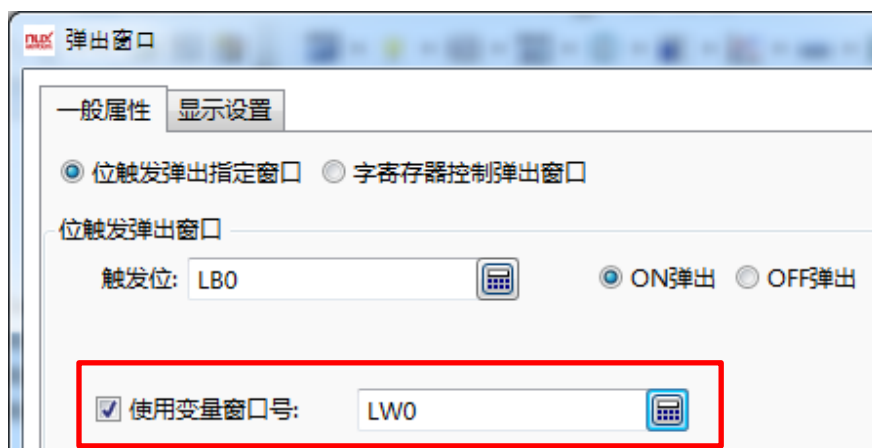 弹出窗口
一般属性 显示设置
位触发弹出指定窗口 字寄存器控制弹出窗口
位触发弹出窗口
触发位: LB0 ON弹出 OFF弹出
使用变量窗口号: LW0